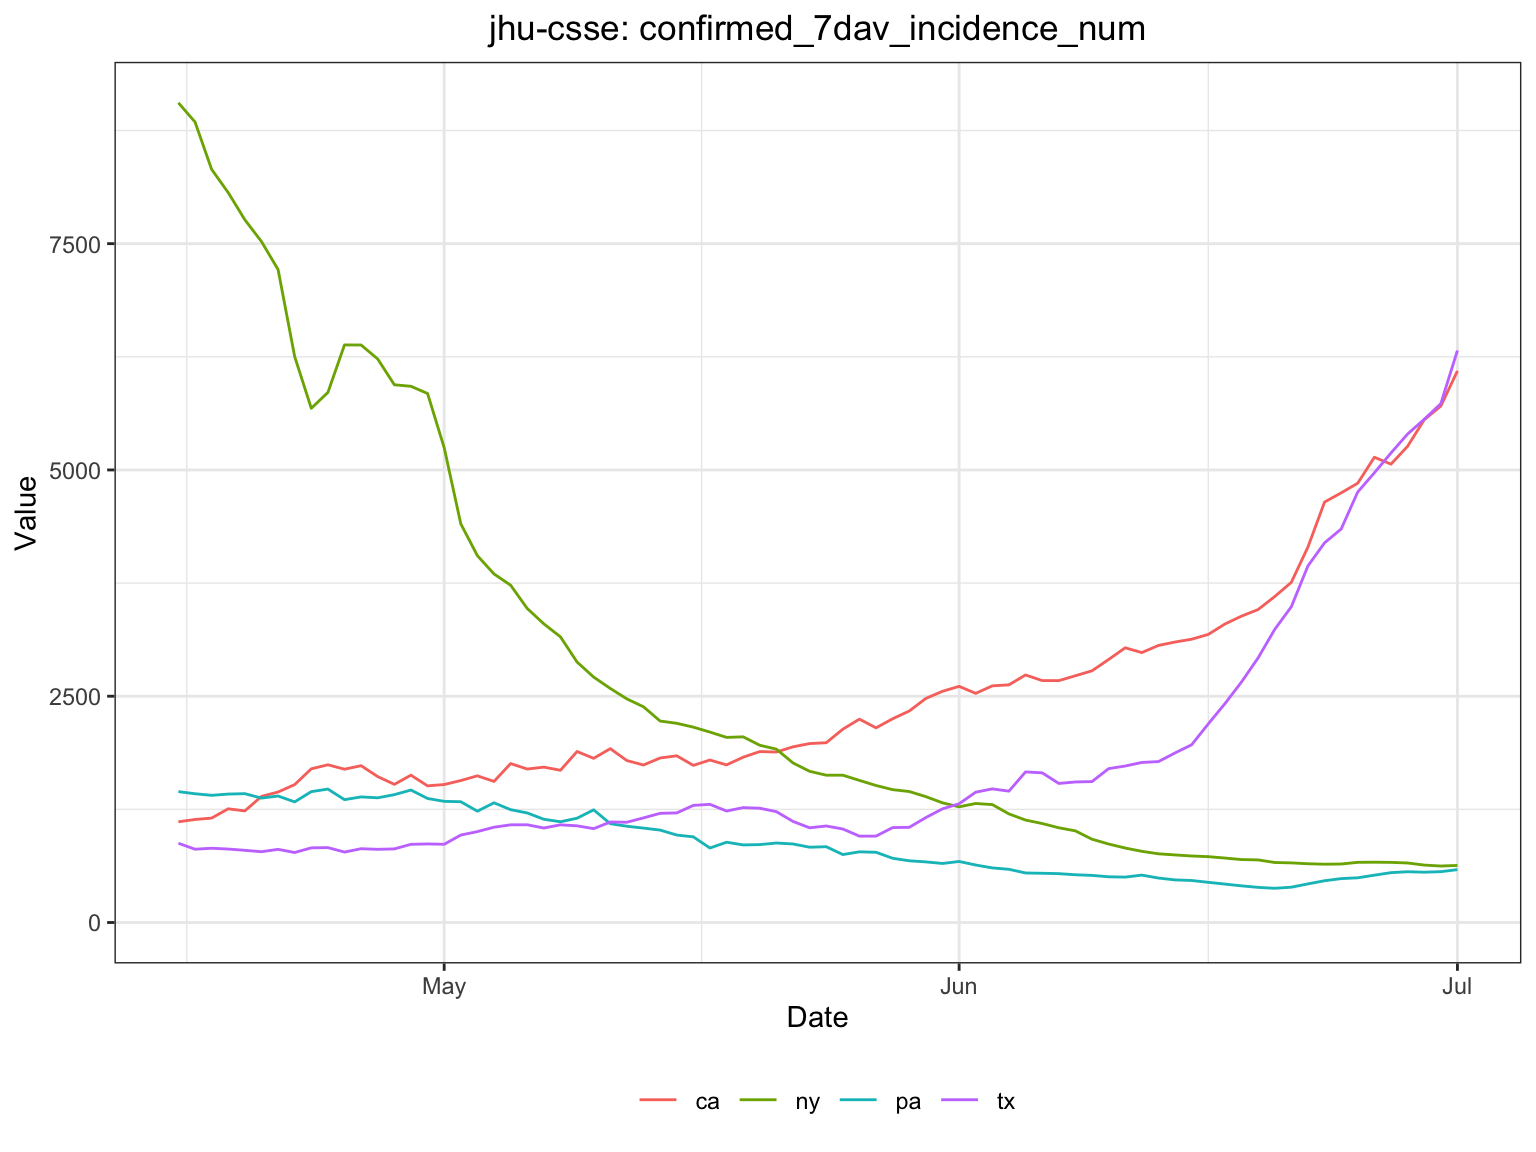 jhu-csse: confirmed_7dav_incidence_num
Value
7500
5000
2500
0
May Jun Jul
Date
ca ny pa tx